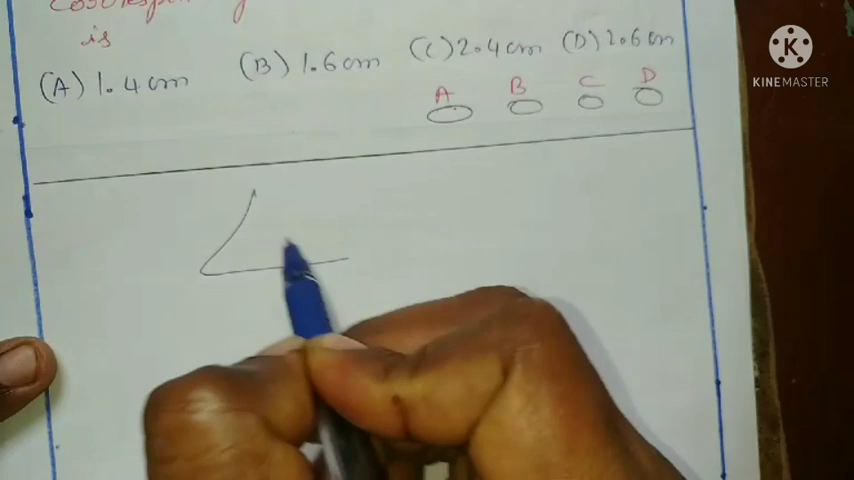 is
(A) 1.4 cm (B) 1.6 cm (C) 2.4 cm (D) 2.6 cm
A B C D
K
KINEMASTER